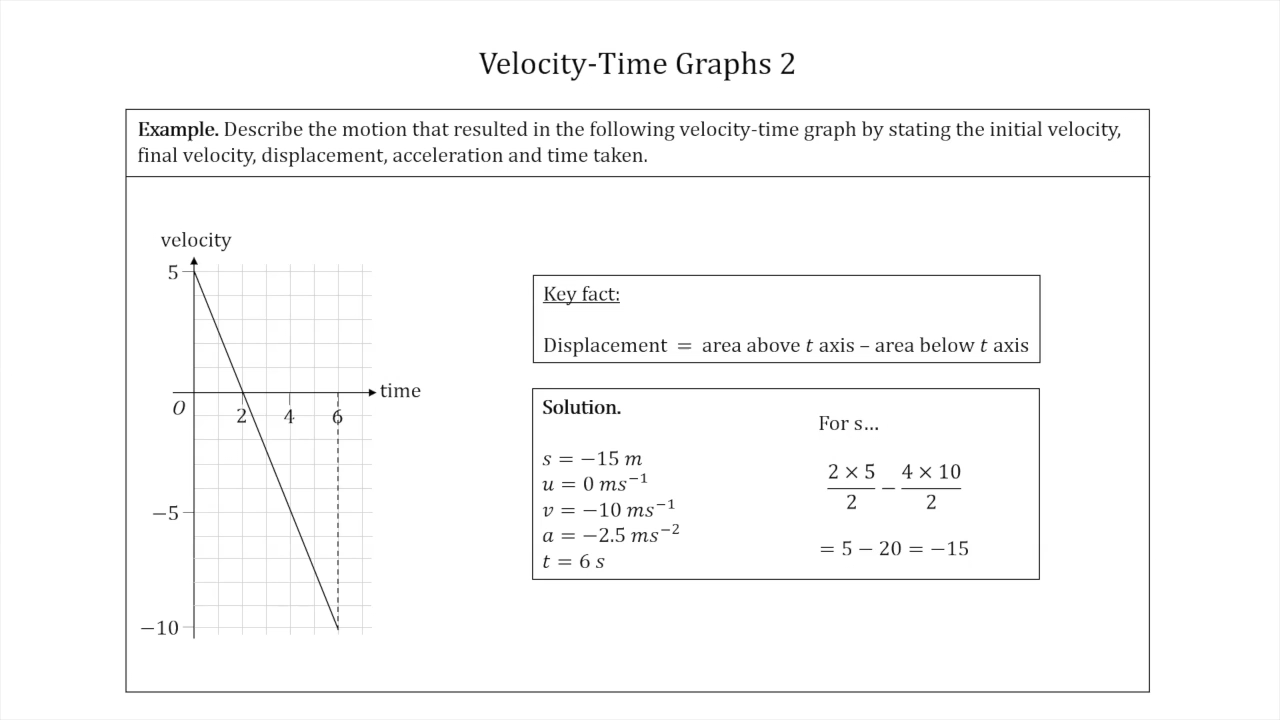 Velocity-Time Graphs 2
Example. Describe the motion that resulted in the following velocity-time graph by stating the initial velocity,
final velocity, displacement, acceleration and time taken.
velocity
5
time
O
2
4
6
−5
−10
Key fact:
Displacement = area above t axis – area below t axis
Solution.
s = −15 m
u = 0 ms⁻¹
v = −10 ms⁻¹
a = −2.5 ms⁻²
t = 6 s
For s…
2 × 5 4 × 10
−
2 2
= 5 − 20 = −15